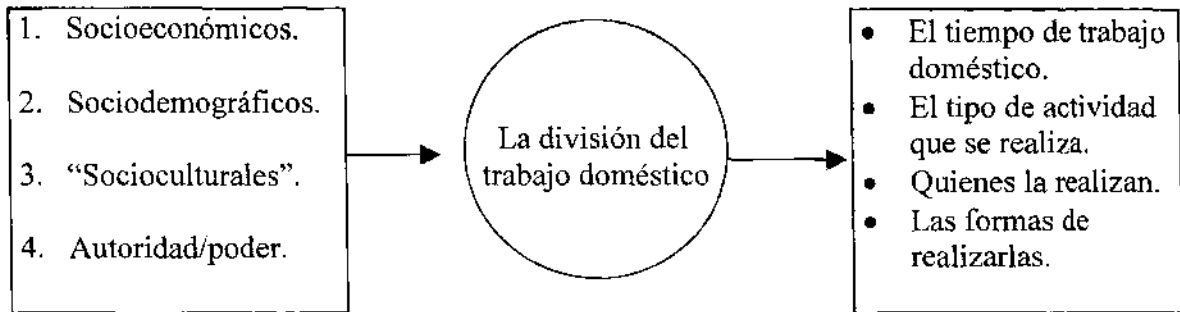 1. Socioeconómicos.
2. Sociodemográficos.
3. “Socioculturales”.
4. Autoridad/poder.
La división del
trabajo doméstico
• El tiempo de trabajo
doméstico.
• El tipo de actividad
que se realiza.
• Quienes la realizan.
• Las formas de
realizarlas.